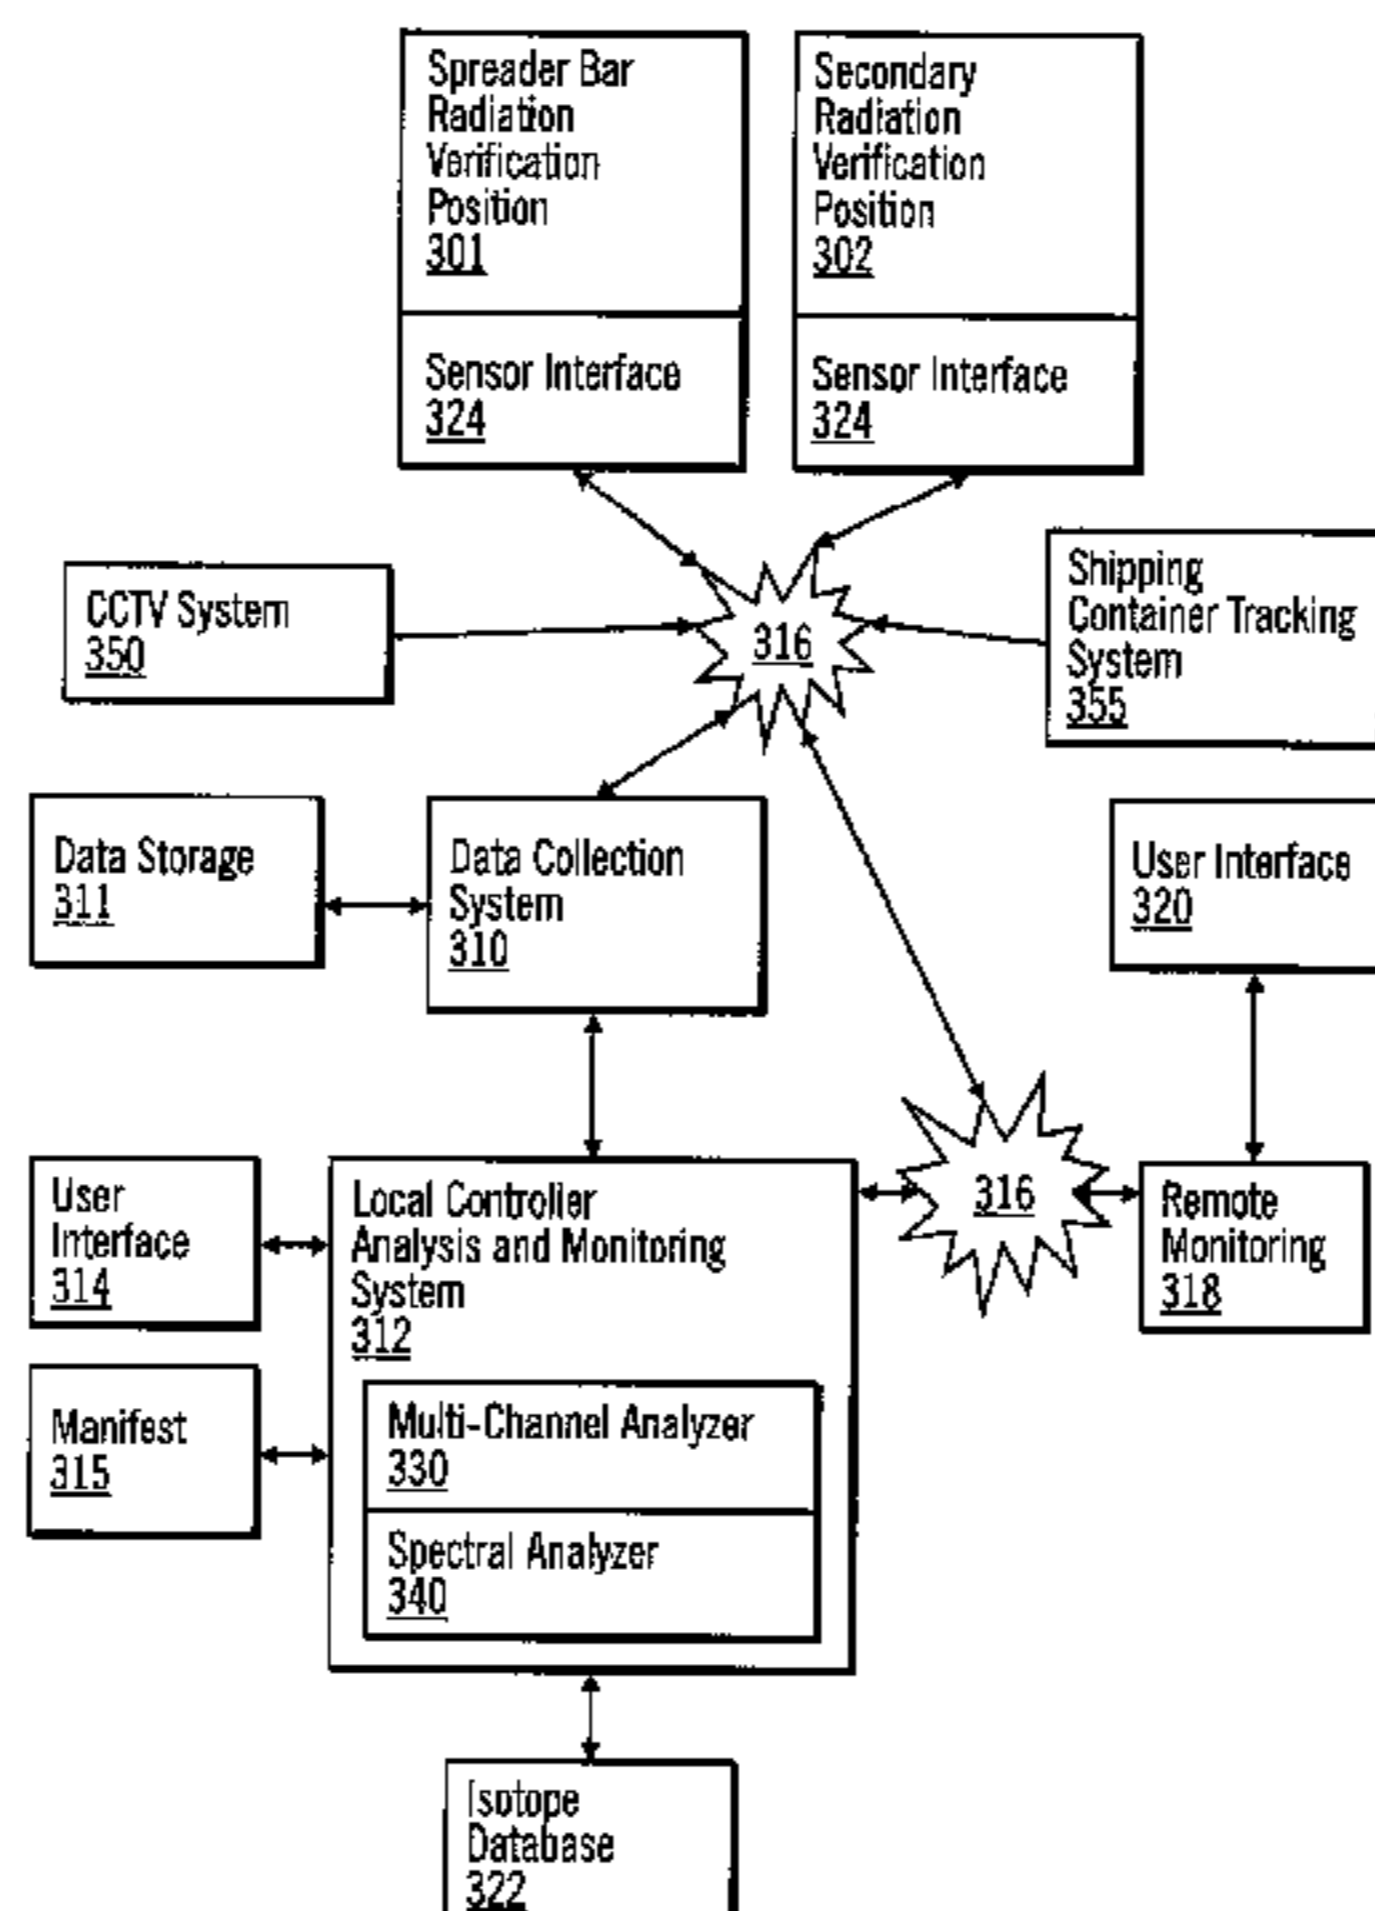 Spreader Bar
Radiation
Verification
Position
301
Sensor Interface
324
Secondary
Radiation
Verification
Position
302
Sensor Interface
324
CCTV System
350
316
Shipping
Container Tracking
System
355
Data Storage
311
Data Collection
System
310
User Interface
320
User
Interface
314
Local Controller
Analysis and Monitoring
System
312
316
Remote
Monitoring
318
Manifest
315
Multi-Channel Analyzer
330
Spectral Analyzer
340
Isotope
Database
322